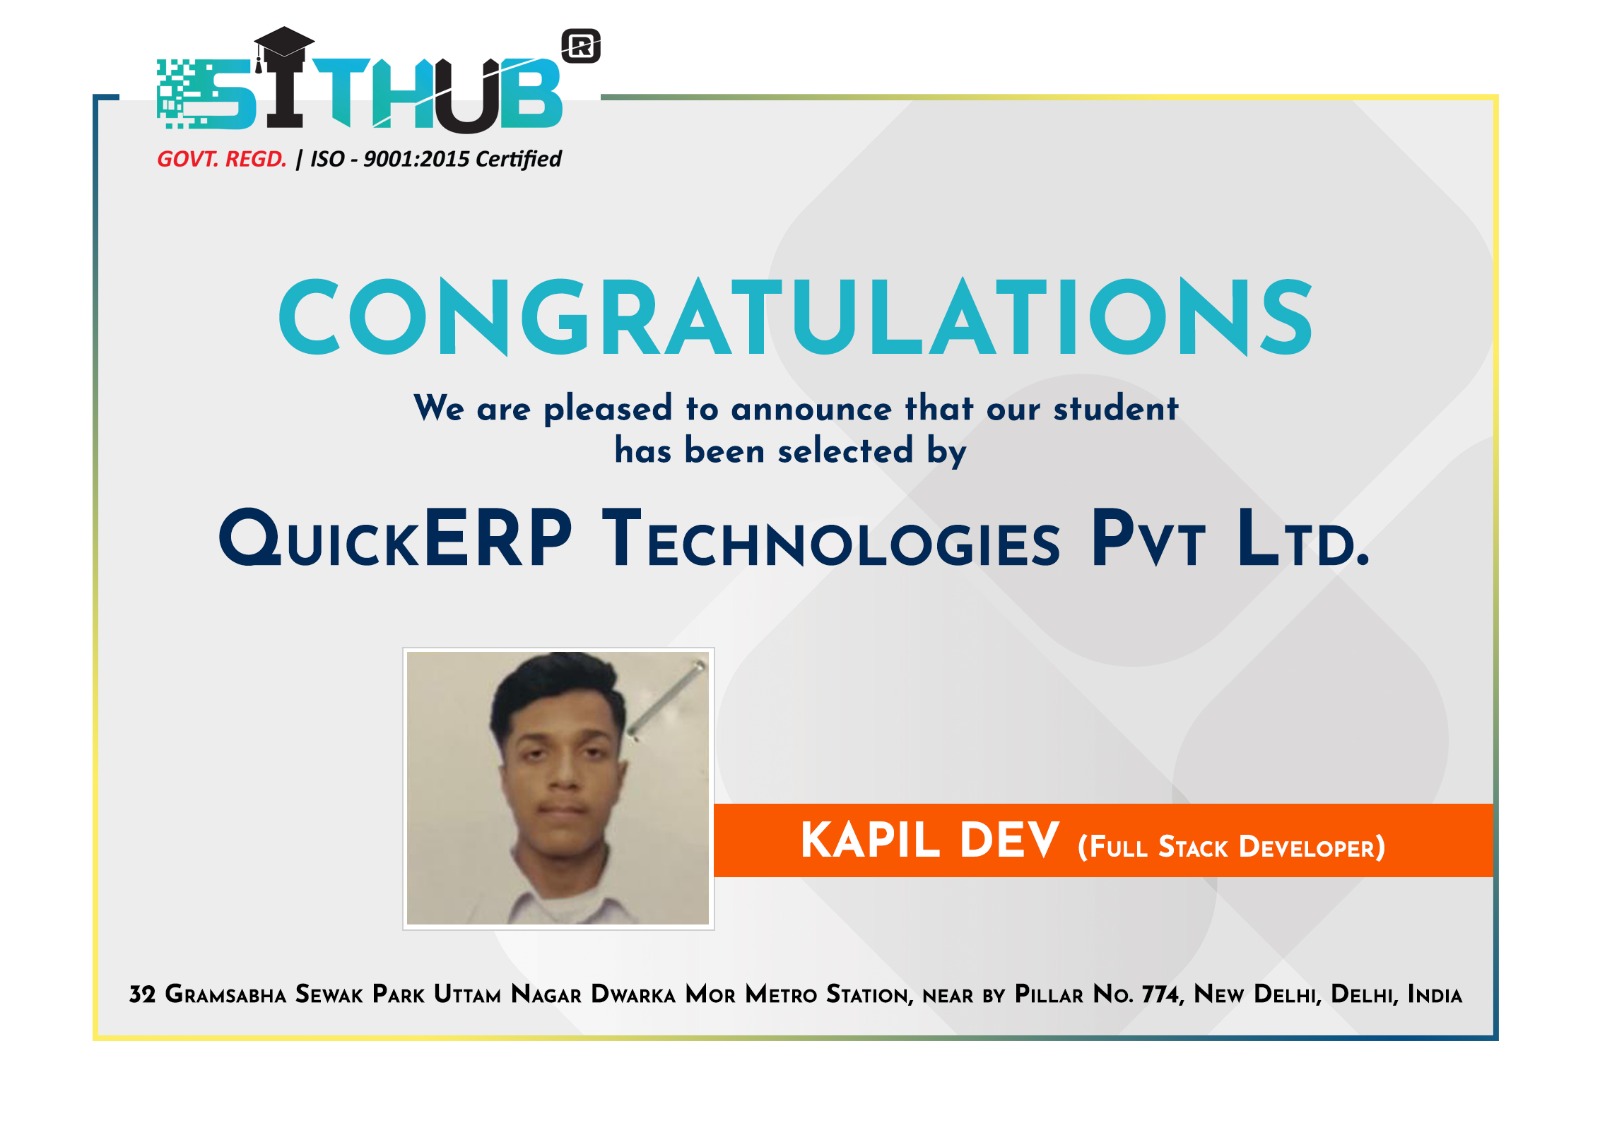 SITHUB ®
GOVT. REGD. | ISO - 9001:2015 Certified
CONGRATULATIONS
We are pleased to announce that our student
has been selected by
QuickERP Technologies Pvt Ltd.
KAPIL DEV (Full Stack Developer)
32 Gramsabha Sewak Park Uttam Nagar Dwarka Mor Metro Station, near by Pillar No. 774, New Delhi, Delhi, India